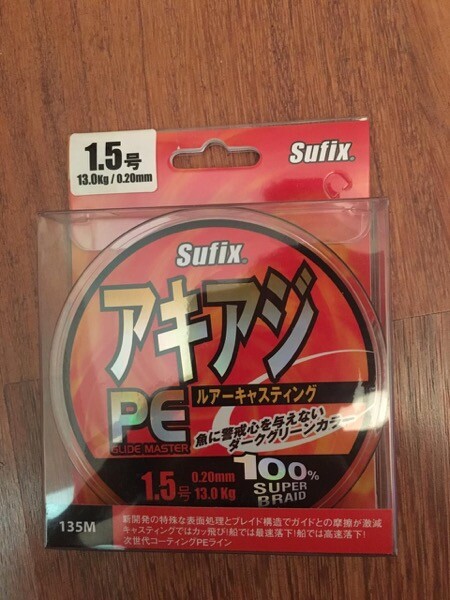 1.5号
13.0Kg / 0.20mm
Sufix
Sufix
アキアジ
PE
ルアーキャスティング
GLIDE MASTER
魚に警戒心を与えない
ダークグリーンカラー
1.5号
0.20mm
13.0Kg
100%
SUPER
BRAID
135M
新開発の特殊な表面処理とブレイド構造でガイドとの摩擦が激減
キャスティングではカッ飛び!船では最速落下!船では高速落下!
次世代コーティングPEライン